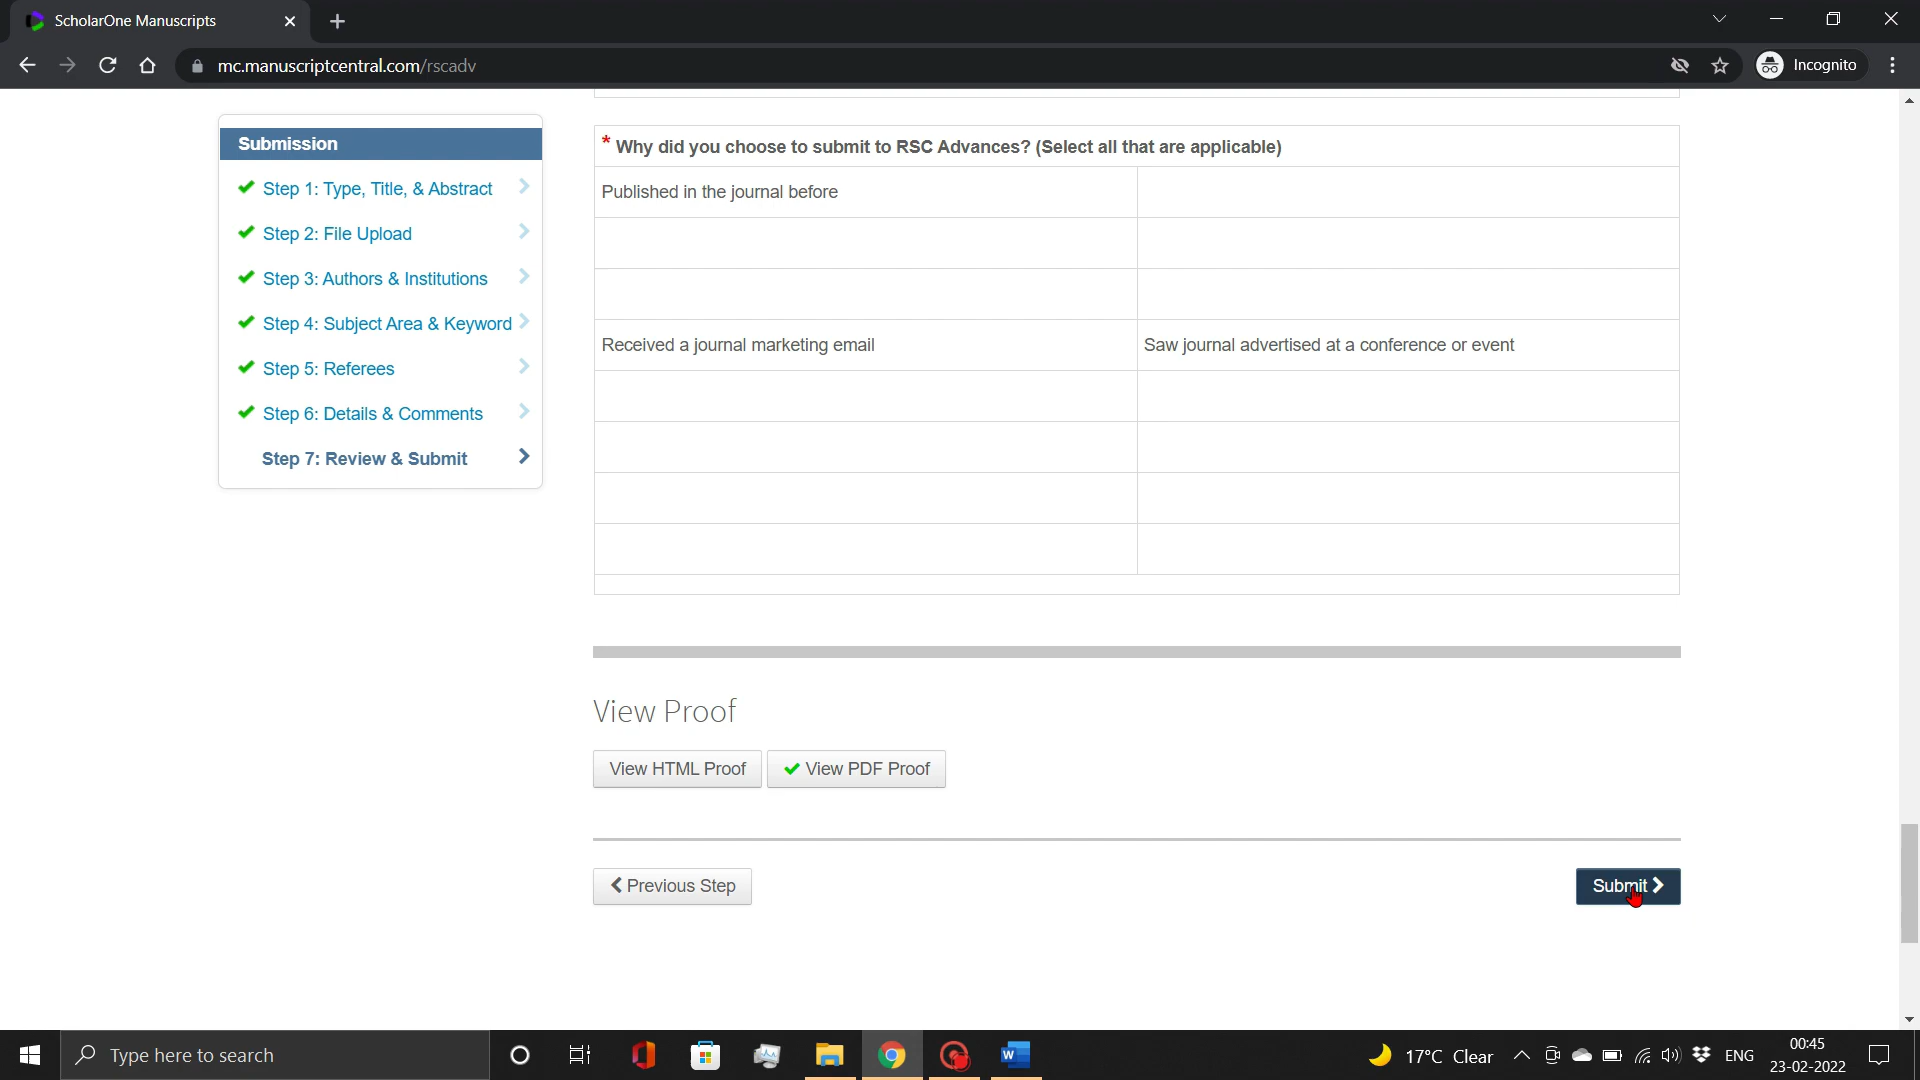 ScholarOne Manuscripts
mc.manuscriptcentral.com/rscadv
Incognito
Submission
Step 1: Type, Title, & Abstract
Step 2: File Upload
Step 3: Authors & Institutions
Step 4: Subject Area & Keyword
Step 5: Referees
Step 6: Details & Comments
Step 7: Review & Submit
* Why did you choose to submit to RSC Advances? (Select all that are applicable)
Published in the journal before
Received a journal marketing email
Saw journal advertised at a conference or event
View Proof
View HTML Proof
View PDF Proof
Previous Step
Submit
Type here to search
W
17°C Clear
ENG
00:45
23-02-2022